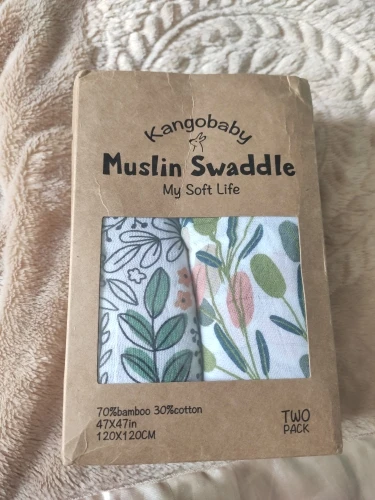 Kangobaby
Muslin Swaddle
My Soft Life
70%bamboo 30%cotton
47X47in
120X120CM
TWO
PACK